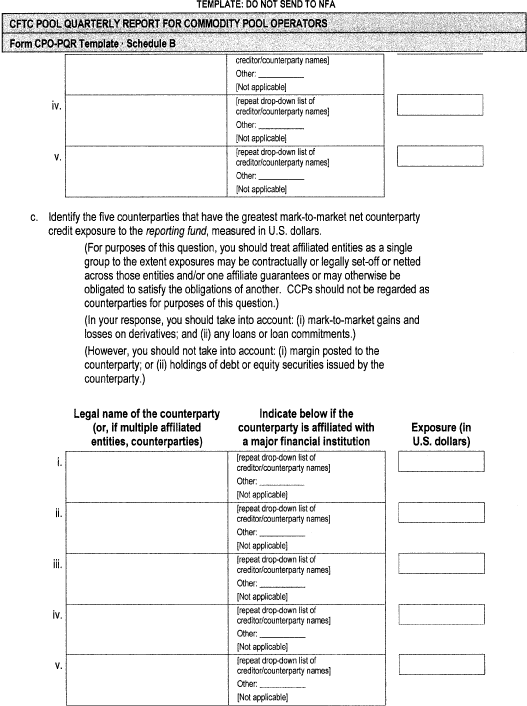 TEMPLATE: DO NOT SEND TO NFA
CFTC POOL QUARTERLY REPORT FOR COMMODITY POOL OPERATORS
Form CPO-PQR Template · Schedule B
creditor/counterparty names]
Other: ___________
[Not applicable]
iv.
[repeat drop-down list of
creditor/counterparty names]
Other: ___________
[Not applicable]
v.
[repeat drop-down list of
creditor/counterparty names]
Other: ___________
[Not applicable]
c. Identify the five counterparties that have the greatest mark-to-market net counterparty
credit exposure to the reporting fund, measured in U.S. dollars.
(For purposes of this question, you should treat affiliated entities as a single
group to the extent exposures may be contractually or legally set-off or netted
across those entities and/or one affiliate guarantees or may otherwise be
obligated to satisfy the obligations of another. CCPs should not be regarded as
counterparties for purposes of this question.)
(In your response, you should take into account: (i) mark-to-market gains and
losses on derivatives; and (ii) any loans or loan commitments.)
(However, you should not take into account: (i) margin posted to the
counterparty; or (ii) holdings of debt or equity securities issued by the
counterparty.)
Legal name of the counterparty
(or, if multiple affiliated
entities, counterparties)
Indicate below if the
counterparty is affiliated with
a major financial institution
Exposure (in
U.S. dollars)
i.
[repeat drop-down list of
creditor/counterparty names]
Other: ___________
[Not applicable]
ii.
[repeat drop-down list of
creditor/counterparty names]
Other: ___________
[Not applicable]
iii.
[repeat drop-down list of
creditor/counterparty names]
Other: ___________
[Not applicable]
iv.
[repeat drop-down list of
creditor/counterparty names]
Other: ___________
[Not applicable]
v.
[repeat drop-down list of
creditor/counterparty names]
Other: ___________
[Not applicable]